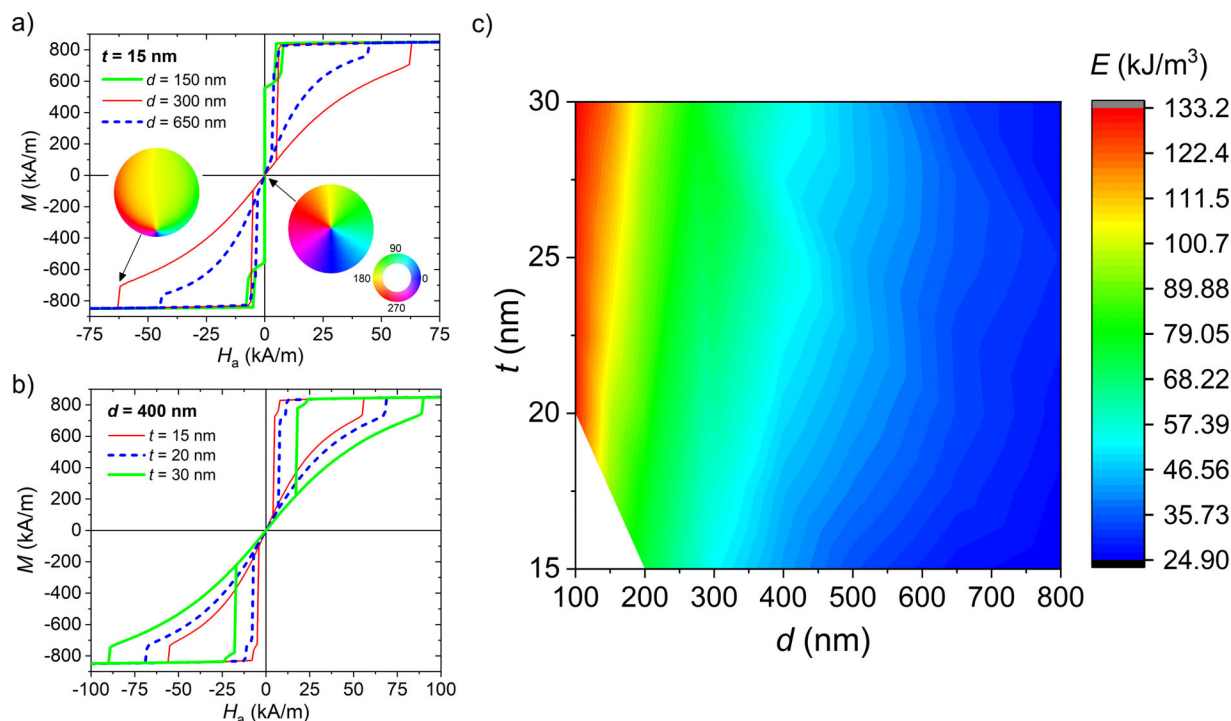 a)
t = 15 nm
d = 150 nm
d = 300 nm
d = 650 nm
M (kA/m)
800
600
400
200
0
-200
-400
-600
-800
90
180
0
270
-75 -50 -25 0 25 50 75
Hₐ (kA/m)
b)
d = 400 nm
t = 15 nm
t = 20 nm
t = 30 nm
M (kA/m)
800
600
400
200
0
-200
-400
-600
-800
-100 -75 -50 -25 0 25 50 75 100
Hₐ (kA/m)
c)
t (nm)
30
25
20
15
100 200 300 400 500 600 700 800
d (nm)
E (kJ/m³)
133.2
122.4
111.5
100.7
89.88
79.05
68.22
57.39
46.56
35.73
24.90